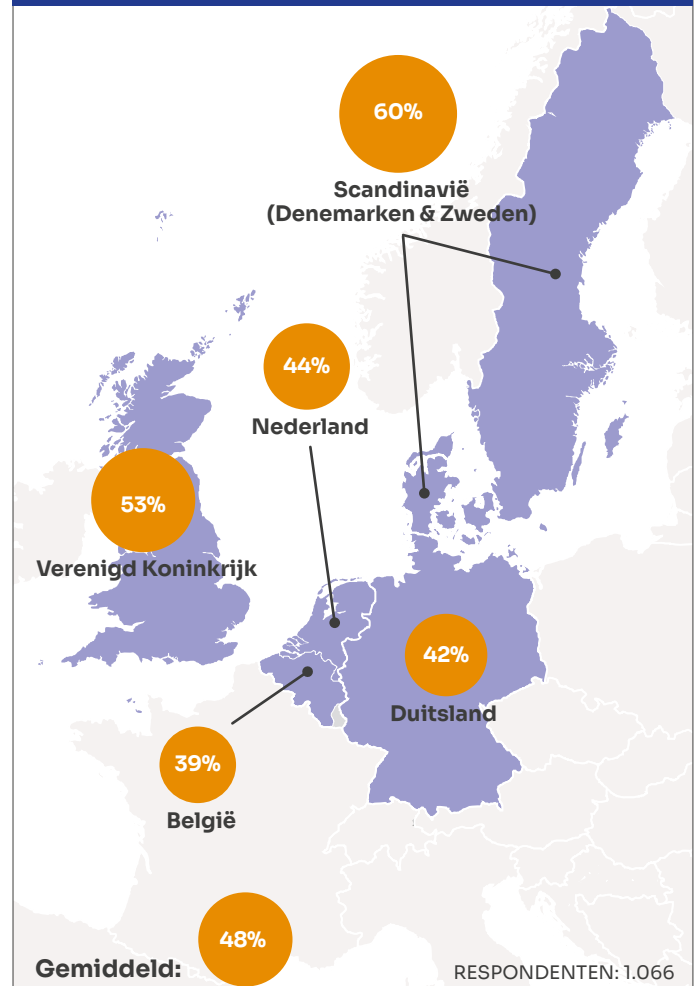 60%
Scandinavië
(Denemarken & Zweden)
44%
Nederland
53%
Verenigd Koninkrijk
42%
Duitsland
39%
België
48%
Gemiddeld:
RESPONDENTEN: 1.066